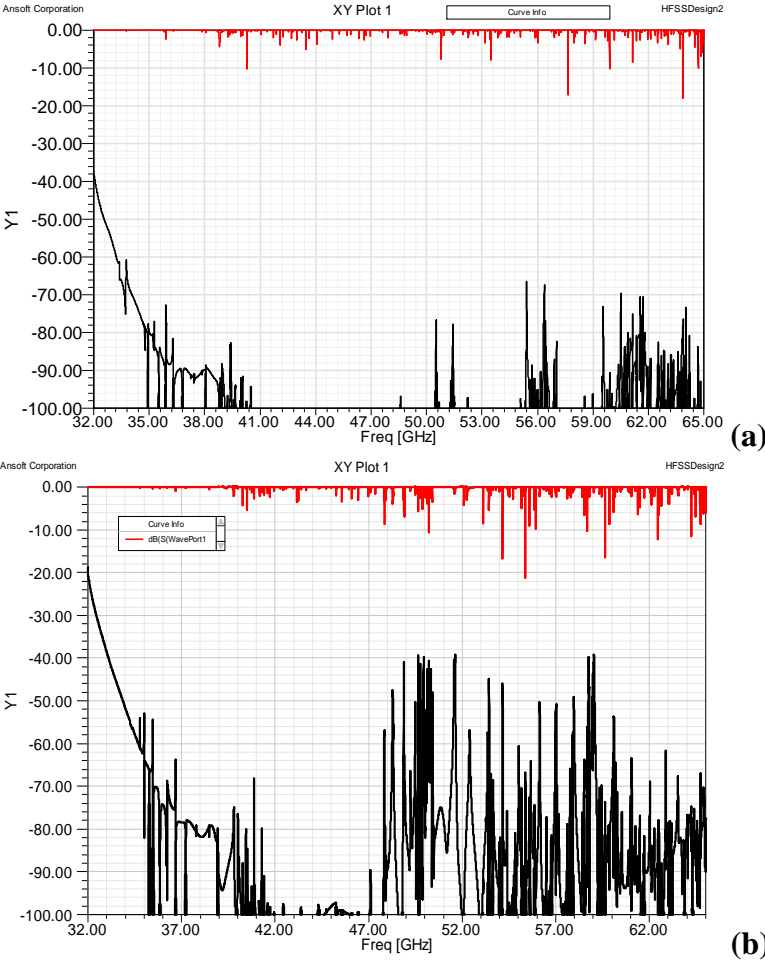 Ansoft Corporation XY Plot 1 Curve Info HFSSDesign2
0.00
-10.00
-20.00
-30.00
-40.00
-50.00
-60.00
-70.00
-80.00
-90.00
-100.00
Y1
32.00 35.00 38.00 41.00 44.00 47.00 50.00 53.00 56.00 59.00 62.00 65.00
Freq [GHz]
(a)
Ansoft Corporation XY Plot 1 HFSSDesign2
0.00
-10.00
-20.00
-30.00
-40.00
-50.00
-60.00
-70.00
-80.00
-90.00
-100.00
Y1
Curve Info
dB(S(WavePort1
32.00 37.00 42.00 47.00 52.00 57.00 62.00
Freq [GHz]
(b)